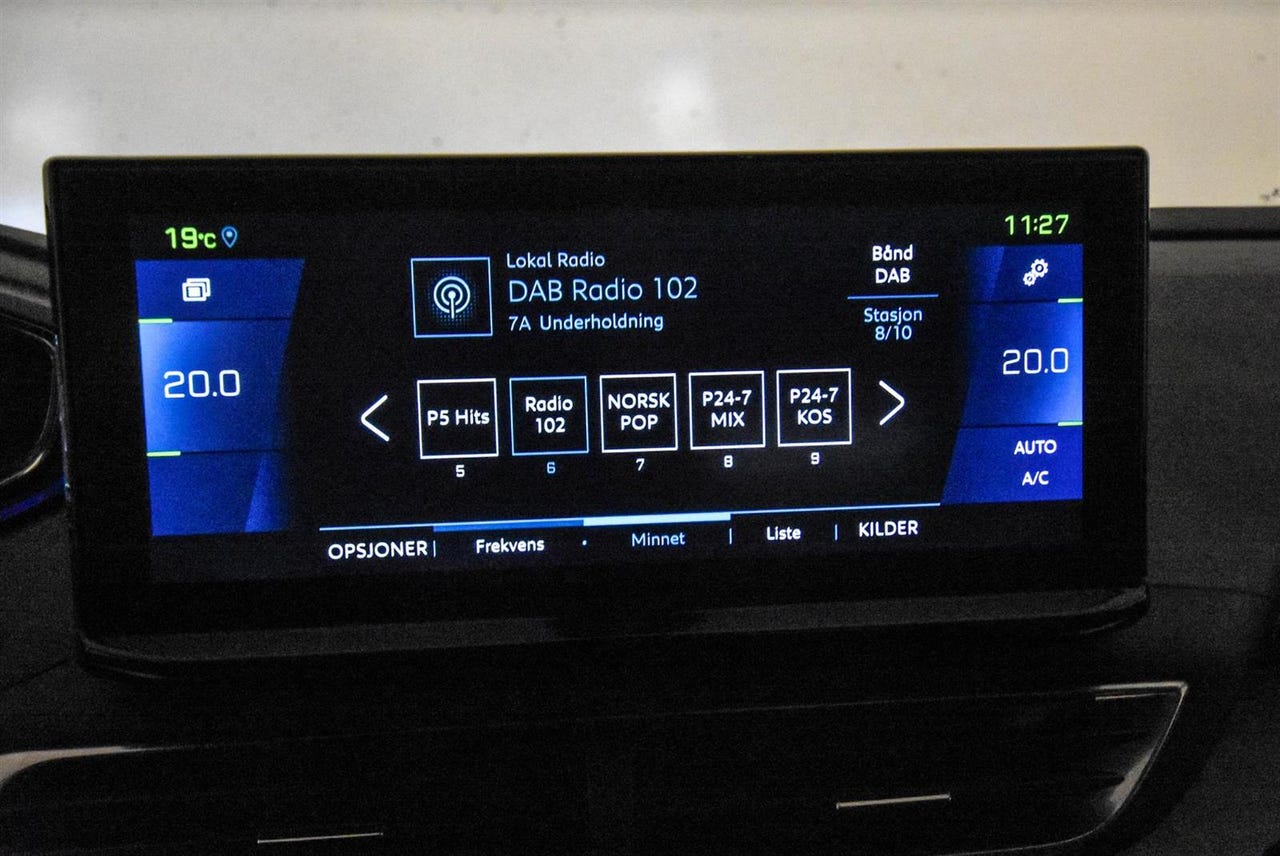 19°C
11:27
Lokal Radio
DAB Radio 102
7A Underholdning
Bånd
DAB
Stasjon
8/10
20.0
20.0
P5 Hits
Radio
102
NORSK
POP
P24-7
MIX
P24-7
KOS
5
6
7
8
9
AUTO
A/C
OPSJONER | Frekvens · Minnet | Liste | KILDER